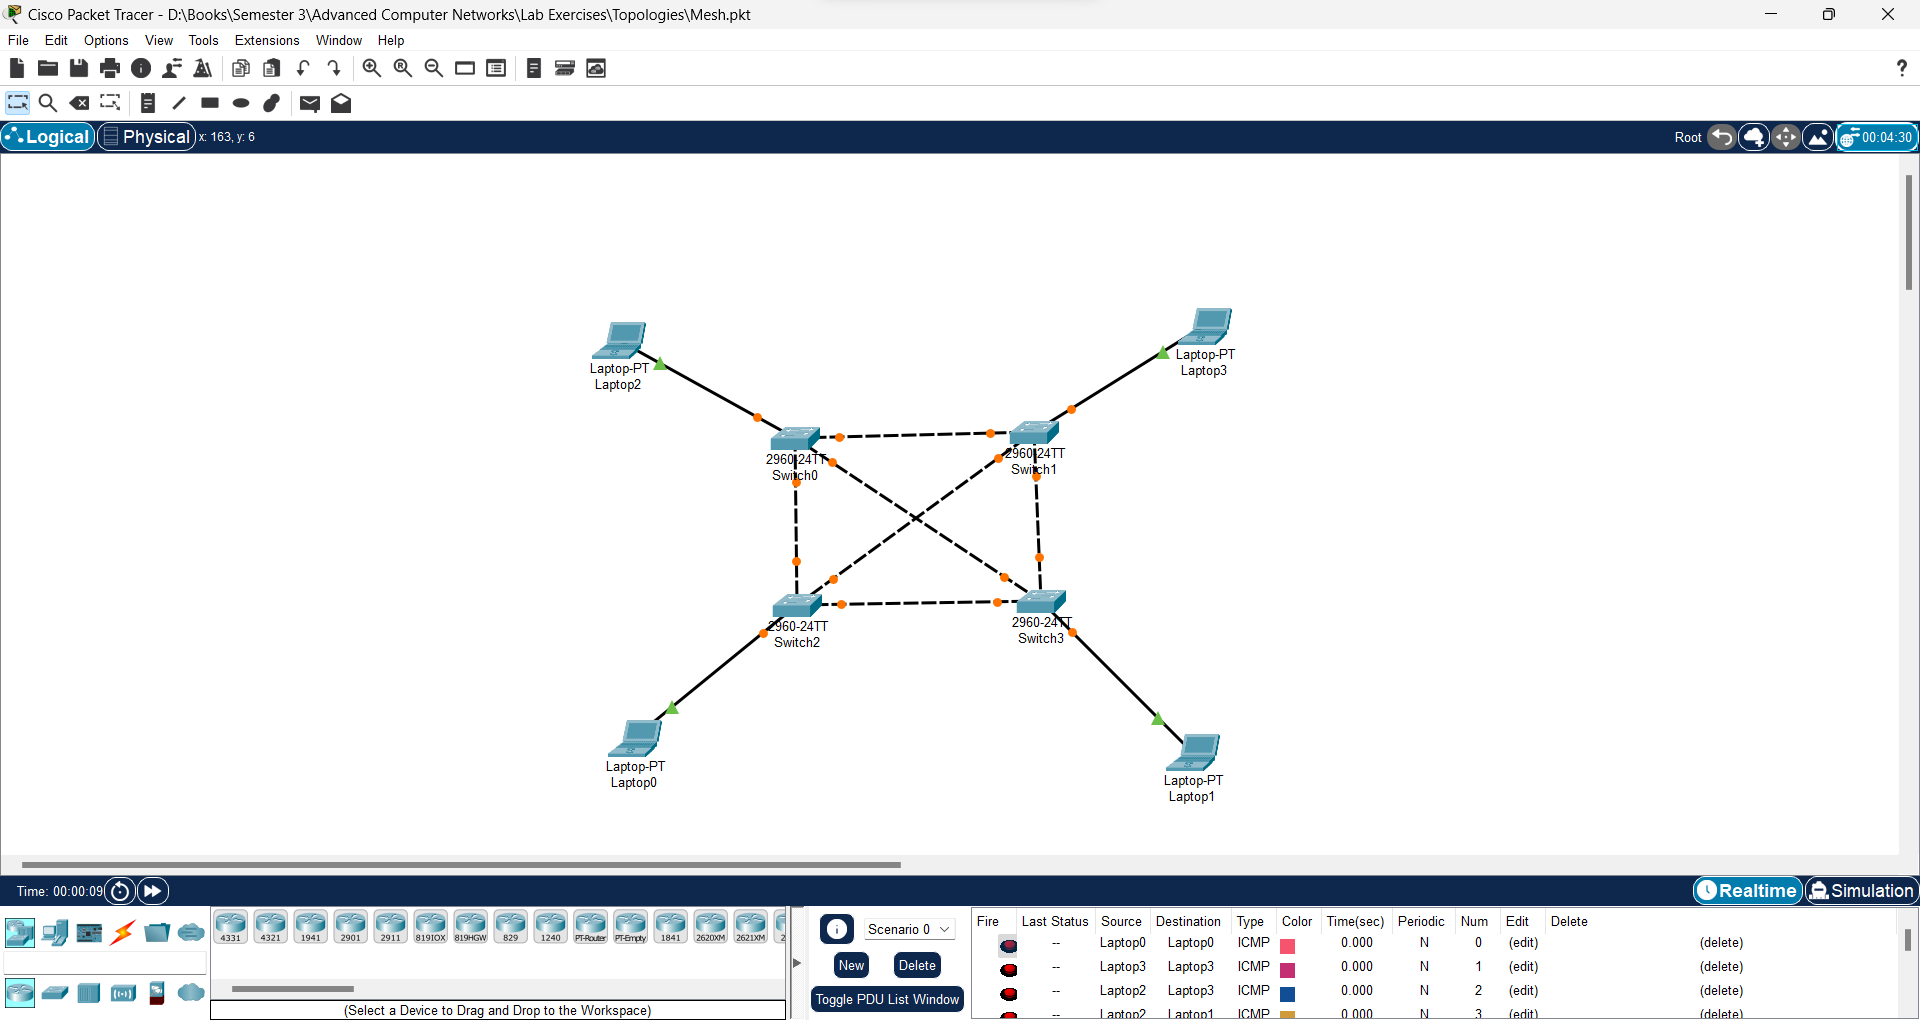 Cisco Packet Tracer - D:\Books\Semester 3\Advanced Computer Networks\Lab Exercises\Topologies\Mesh.pkt
File Edit Options View Tools Extensions Window Help
?
Logical Physical x: 163, y: 6 Root 00:04:30
Laptop-PT
Laptop2
Laptop-PT
Laptop3
2960-24TT
Switch0
2960-24TT
Switch1
2960-24TT
Switch2
2960-24TT
Switch3
Laptop-PT
Laptop0
Laptop-PT
Laptop1
Time: 00:00:09 Realtime Simulation
4331 4321 1941 2901 2911 819IOX 819HGW 829 1240 PT-Router PT-Empty 1841 2620XM 2621XM 2
(Select a Device to Drag and Drop to the Workspace)
Scenario 0
New Delete
Toggle PDU List Window
Fire Last Status Source Destination Type Color Time(sec) Periodic Num Edit Delete
-- Laptop0 Laptop0 ICMP 0.000 N 0 (edit) (delete)
-- Laptop3 Laptop3 ICMP 0.000 N 1 (edit) (delete)
-- Laptop2 Laptop3 ICMP 0.000 N 2 (edit) (delete)
-- Laptop2 Laptop1 ICMP 0.000 N 3 (edit) (delete)